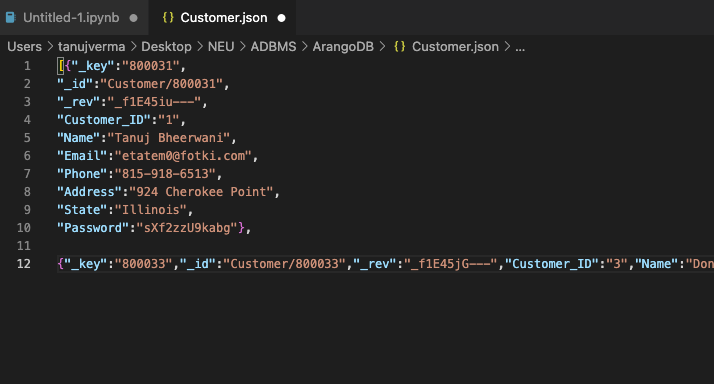 Untitled-1.ipynb
{ } Customer.json
Users > tanujverma > Desktop > NEU > ADBMS > ArangoDB > { } Customer.json > ...
1 [{"_key":"800031",
2 "_id":"Customer/800031",
3 "_rev":"_f1E45iu---",
4 "Customer_ID":"1",
5 "Name":"Tanuj Bheerwani",
6 "Email":"etatem0@fotki.com",
7 "Phone":"815-918-6513",
8 "Address":"924 Cherokee Point",
9 "State":"Illinois",
10 "Password":"sXf2zzU9kabg"},
11
12 {"_key":"800033","_id":"Customer/800033","_rev":"_f1E45jG---","Customer_ID":"3","Name":"Don